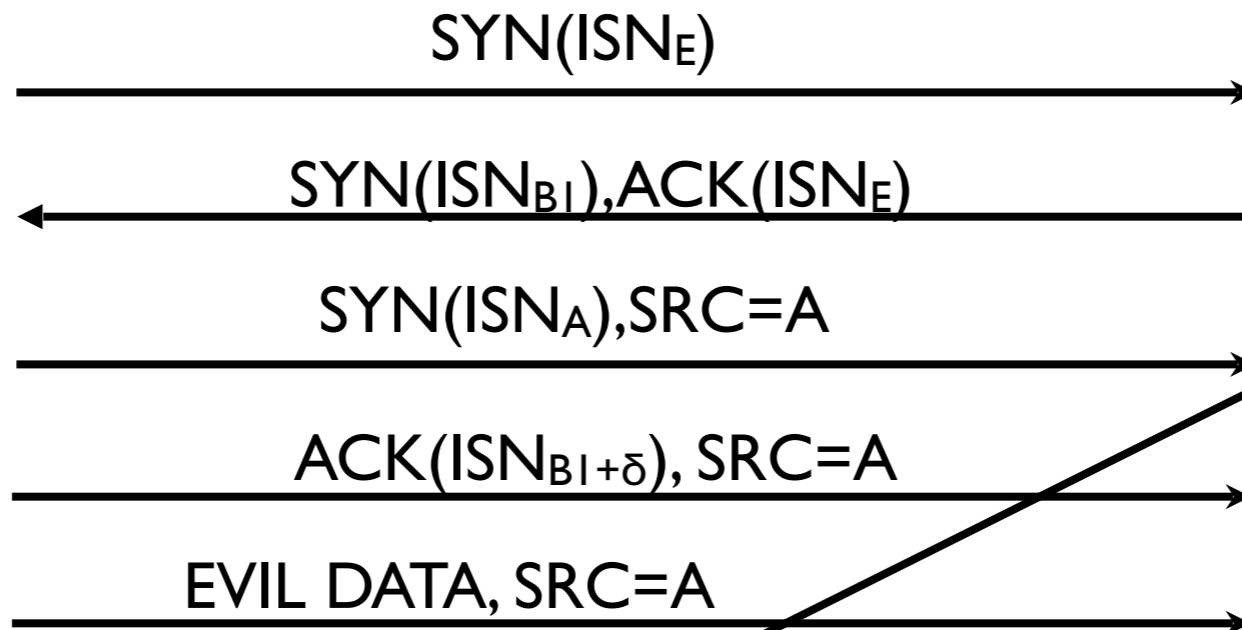 SYN(ISNE)
SYN(ISNB1),ACK(ISNE)
SYN(ISNA),SRC=A
ACK(ISNB1+δ), SRC=A
EVIL DATA, SRC=A